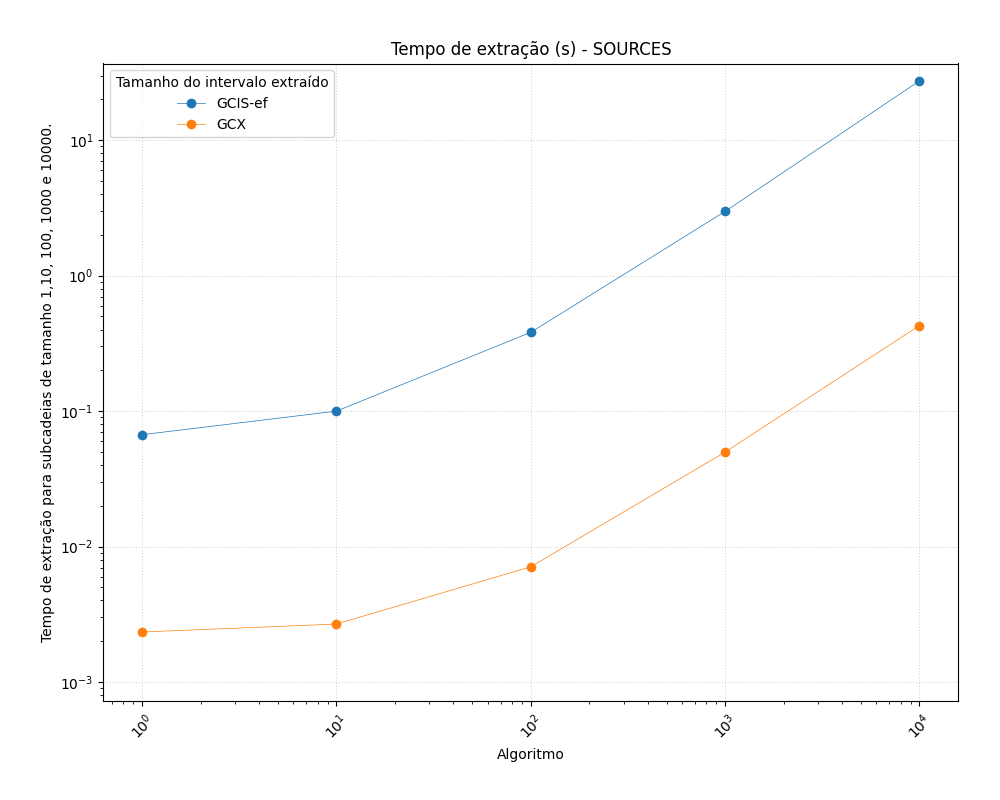 Tempo de extração (s) - SOURCES
Tamanho do intervalo extraído
GCIS-ef
GCX
Tempo de extração para subcadeias de tamanho 1,10, 100, 1000 e 10000.
10¹
10⁰
10⁻¹
10⁻²
10⁻³
10⁰ 10¹ 10² 10³ 10⁴
Algoritmo